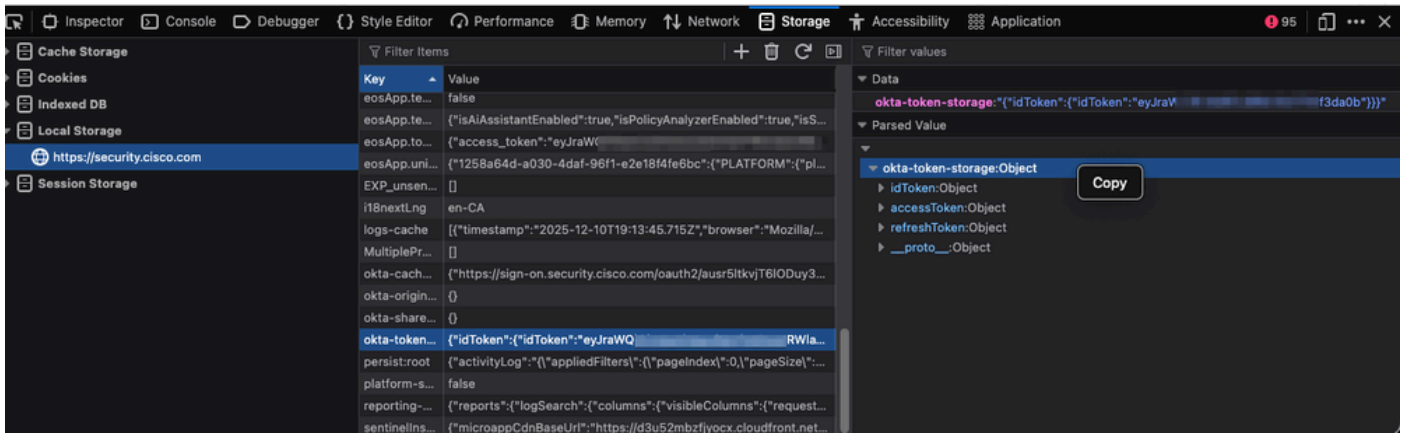 Inspector Console Debugger {} Style Editor Performance Memory Network Storage Accessibility Application 95
Cache Storage
Cookies
Indexed DB
Local Storage
https://security.cisco.com
Session Storage
Filter Items
Key Value
eosApp.te... false
eosApp.te... {"isAiAssistantEnabled":true,"isPolicyAnalyzerEnabled":true,"isS...
eosApp.to... {"access_token":"eyJraW
eosApp.uni... {"1258a64d-a030-4daf-96f1-e2e18f4fe6bc":{"PLATFORM":{"pl...
EXP_unsen... []
i18nextLng en-CA
logs-cache [{"timestamp":"2025-12-10T19:13:45.715Z","browser":"Mozilla/...
MultiplePr... []
okta-cach... {"https://sign-on.security.cisco.com/oauth2/ausr5ltkvjT6lODuy3...
okta-origin... {}
okta-share... {}
okta-token... {"idToken":{"idToken":"eyJraWQ RWla...
persist:root {"activityLog":"{\"appliedFilters\":{\"pageIndex\":0,\"pageSize\":...
platform-s... false
reporting-... {"reports":{"logSearch":{"columns":{"visibleColumns":{"request...
sentinelIns... {"microappCdnBaseUrl":"https://d3u52mbzfjyocx.cloudfront.net...
Filter values
Data
okta-token-storage:"{"idToken":{"idToken":"eyJraW f3da0b"}}}"
Parsed Value
okta-token-storage:Object
Copy
idToken:Object
accessToken:Object
refreshToken:Object
__proto__:Object